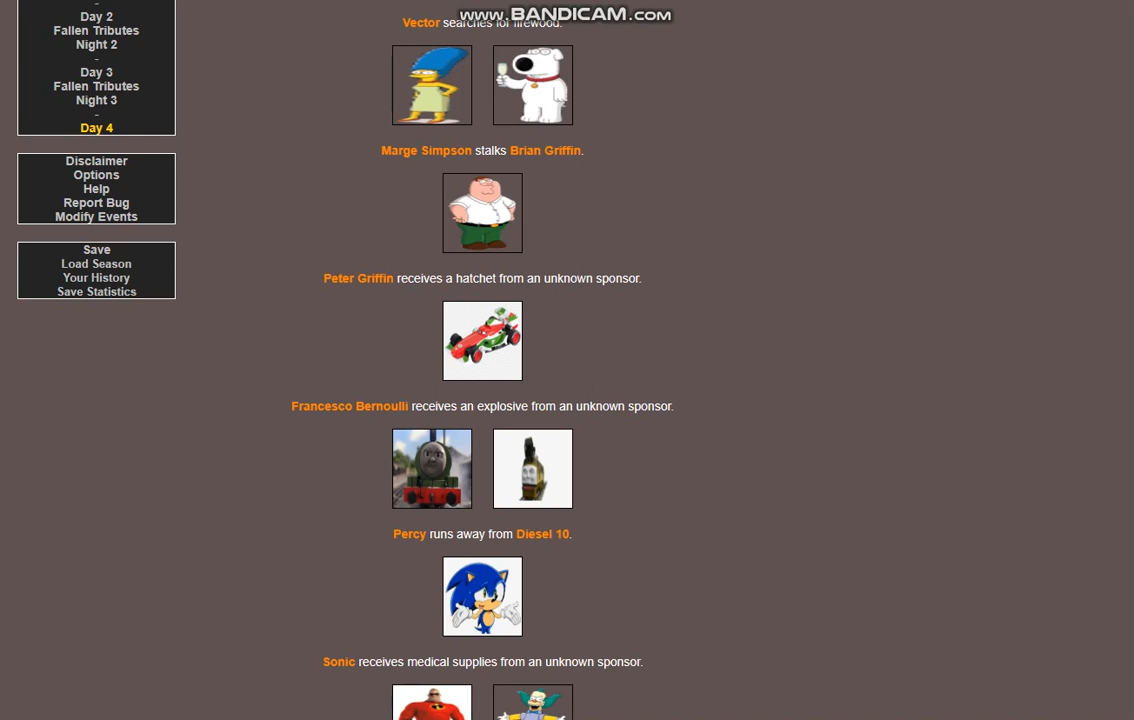 -
Day 2
Fallen Tributes
Night 2
-
Day 3
Fallen Tributes
Night 3
-
Day 4
Disclaimer
Options
Help
Report Bug
Modify Events
Save
Load Season
Your History
Save Statistics
www.BANDICAM.com
Vector searches for firewood.
Marge Simpson stalks Brian Griffin.
Peter Griffin receives a hatchet from an unknown sponsor.
Francesco Bernoulli receives an explosive from an unknown sponsor.
Percy runs away from Diesel 10.
Sonic receives medical supplies from an unknown sponsor.